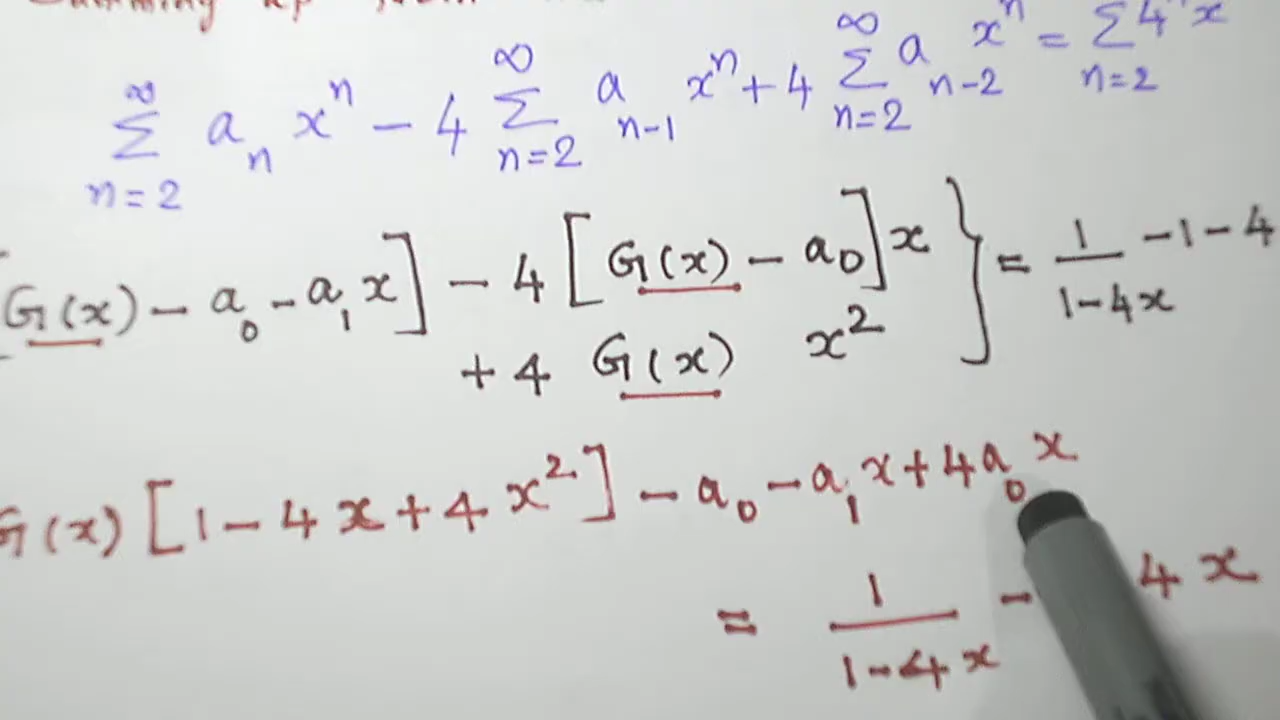 ∞ ∑ n=2 aₙ xⁿ − 4 ∞ ∑ n=2 aₙ₋₁ xⁿ + 4 ∞ ∑ n=2 aₙ₋₂ xⁿ = ∑ n=2 4 x
G(x) − a₀ − a₁x] − 4 [G(x) − a₀]x } = 1/(1−4x) − 1 − 4
+ 4 G(x) x²
G(x) [1 − 4x + 4x²] − a₀ − a₁x + 4a₀x
= 1/(1−4x) − 4x